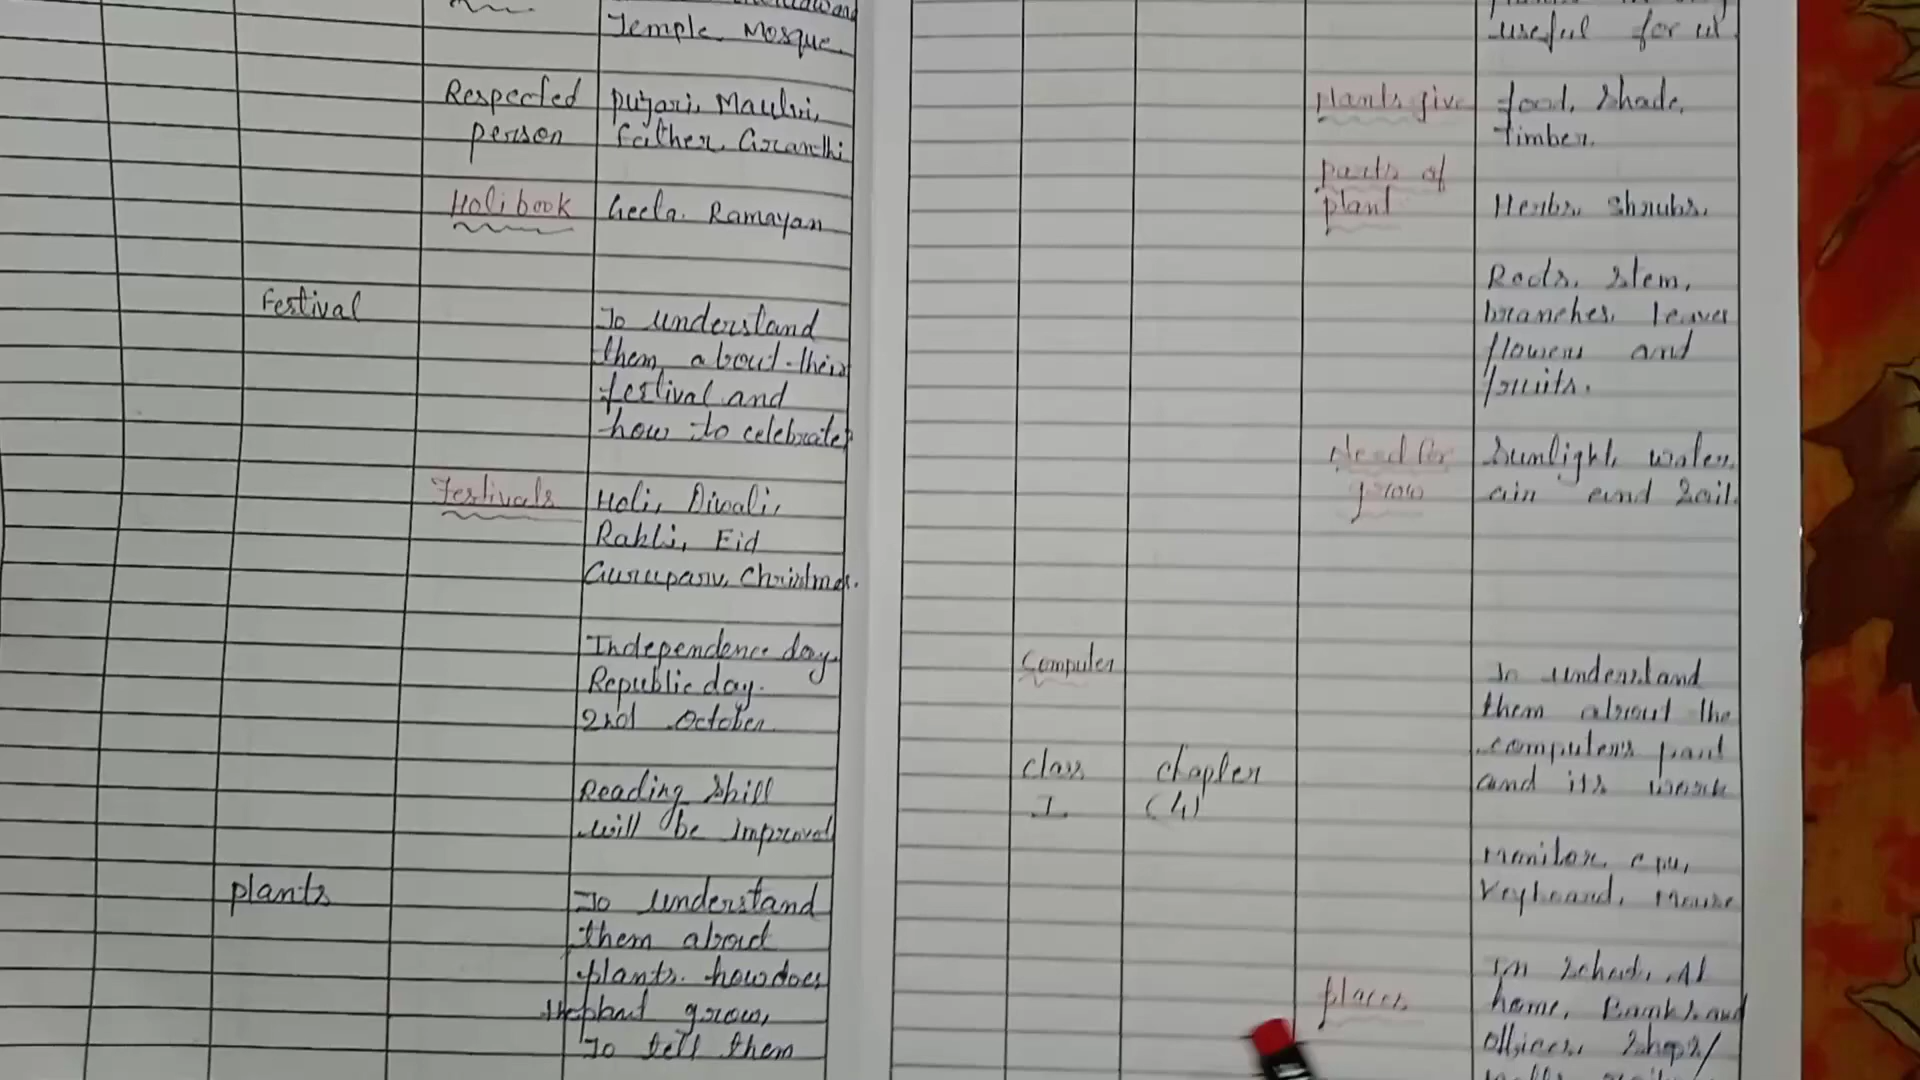 Temple, Mosque.
Respected person
pujari, Maulvi,
Father, Granthi
Holi book
Geeta. Ramayan
Festival
To understand
them about their
festival and
how to celebrate
Festivals
Holi, Diwali,
Rakhi, Eid
Guruparv, Christmas.
Independence day,
Republic day.
2nd October
Reading Skill
will be improved
plants
To understand
them about
plants. how does
the plant grow,
To tell them
useful for us
plants give
food, shade,
timber.
parts of
plant
Herbs, Shrubs,
Roots, stem,
branches, leaves
flowers and
fruits.
Need for
grow
Sunlight, water,
air and soil.
Computer
To understand
them about the
computers part
and its work
class
I
chapter
(4)
Monitor, cpu,
Keyboard, Mouse
places
In School, At
home, Banks and
offices, Shops/